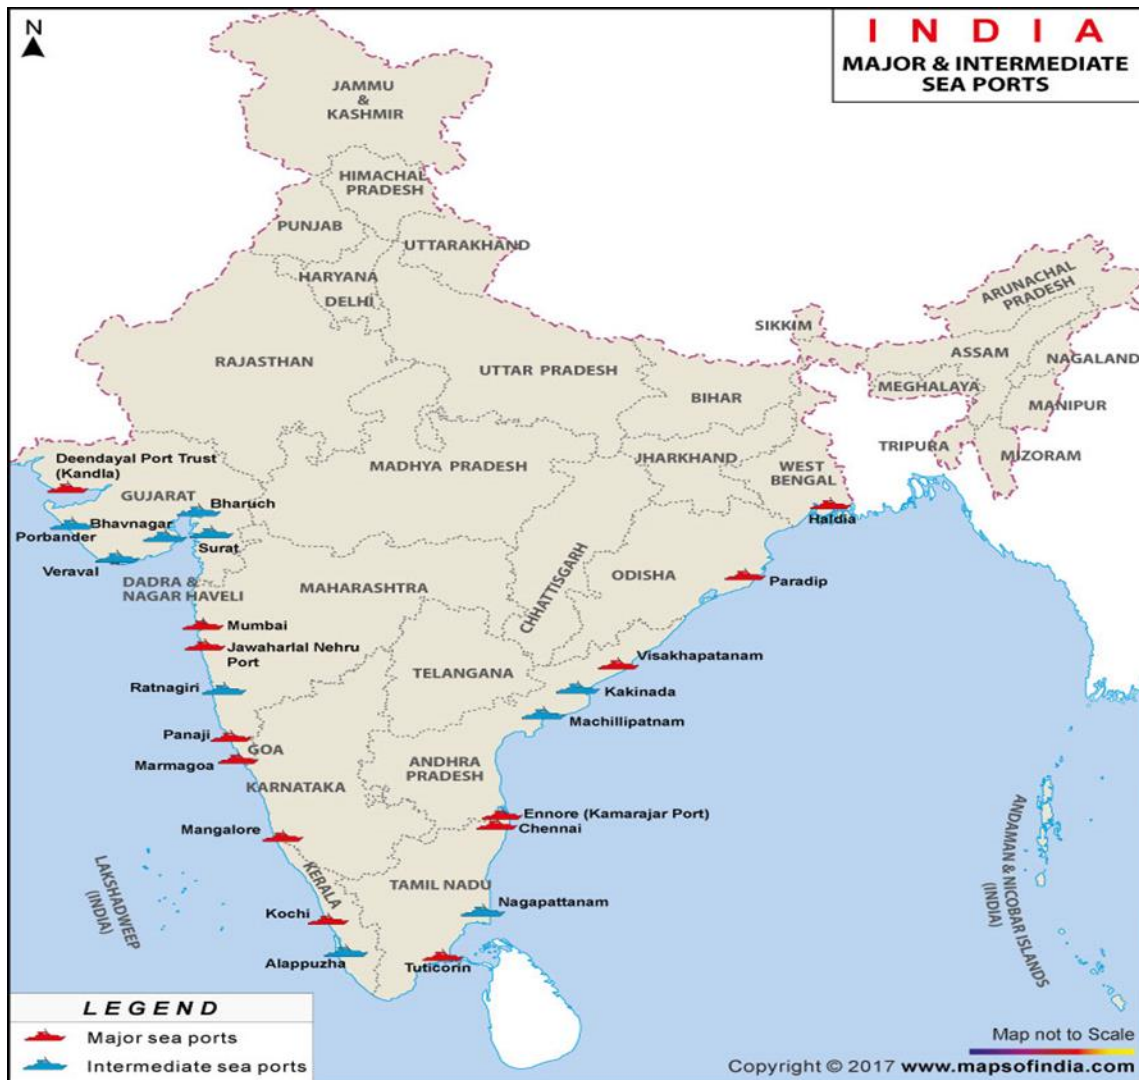 N
I N D I A
MAJOR & INTERMEDIATE
SEA PORTS
JAMMU
&
KASHMIR
HIMACHAL
PRADESH
PUNJAB
UTTARAKHAND
HARYANA
DELHI
ARUNACHAL
PRADESH
SIKKIM
RAJASTHAN
UTTAR PRADESH
ASSAM
NAGALAND
MEGHALAYA
BIHAR
MANIPUR
TRIPURA
MIZORAM
Deendayal Port Trust
(Kandla)
MADHYA PRADESH
JHARKHAND
WEST
BENGAL
GUJARAT
Bharuch
Haldia
Bhavnagar
Porbander
Surat
Veraval
DADRA &
NAGAR HAVELI
MAHARASHTRA
CHHATTISGARH
ODISHA
Paradip
Mumbai
Jawaharlal Nehru
Port
Visakhapatanam
TELANGANA
Ratnagiri
Kakinada
Machillipatnam
Panaji
GOA
Marmagoa
ANDHRA
PRADESH
KARNATAKA
Ennore (Kamarajar Port)
Chennai
Mangalore
ANDAMAN & NICOBAR ISLANDS
(INDIA)
LAKSHADWEEP
(INDIA)
KERALA
TAMIL NADU
Nagapattanam
Kochi
Alappuzha
Tuticorin
LEGEND
Major sea ports
Intermediate sea ports
Map not to Scale
Copyright © 2017 www.mapsofindia.com